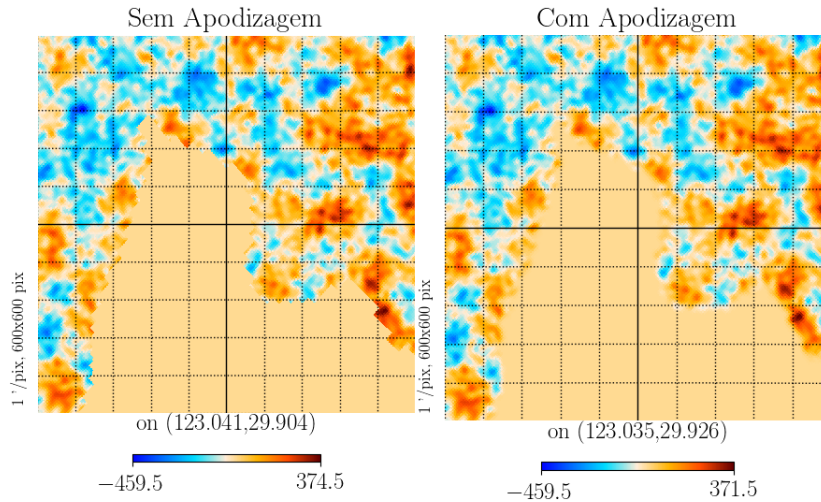 Sem Apodizagem
1 '/pix, 600x600 pix
on (123.041,29.904)
−459.5 374.5
Com Apodizagem
1 '/pix, 600x600 pix
on (123.035,29.926)
−459.5 371.5